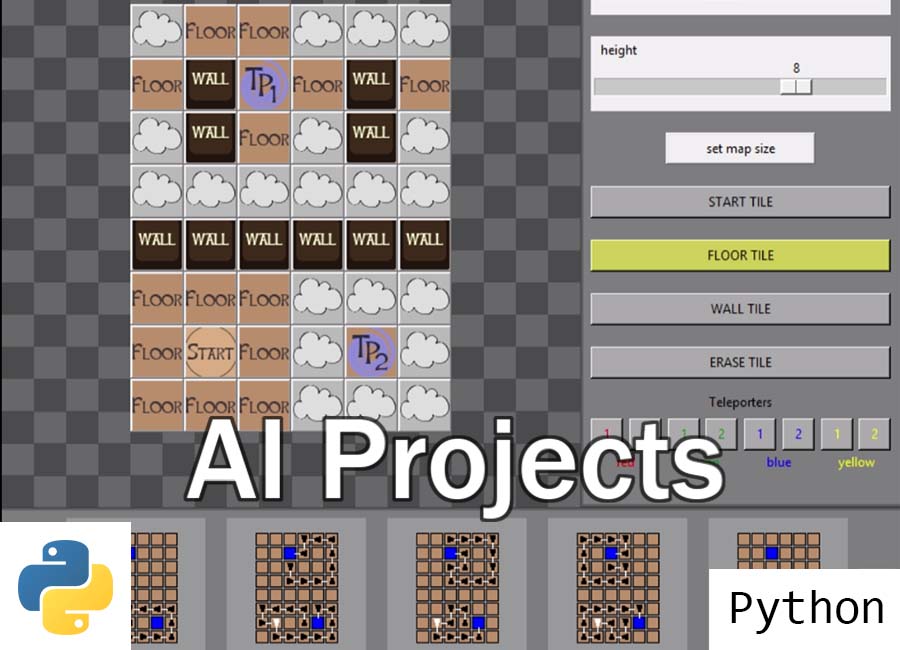 FLOOR FLOOR
FLOOR WALL TP1 FLOOR WALL FLOOR
WALL FLOOR WALL
WALL WALL WALL WALL WALL WALL
FLOOR FLOOR FLOOR
FLOOR START FLOOR TP2
FLOOR FLOOR FLOOR
height
8
set map size
START TILE
FLOOR TILE
WALL TILE
ERASE TILE
Teleporters
1 1 2 1 2 1 2
red blue yellow
AI Projects
Python